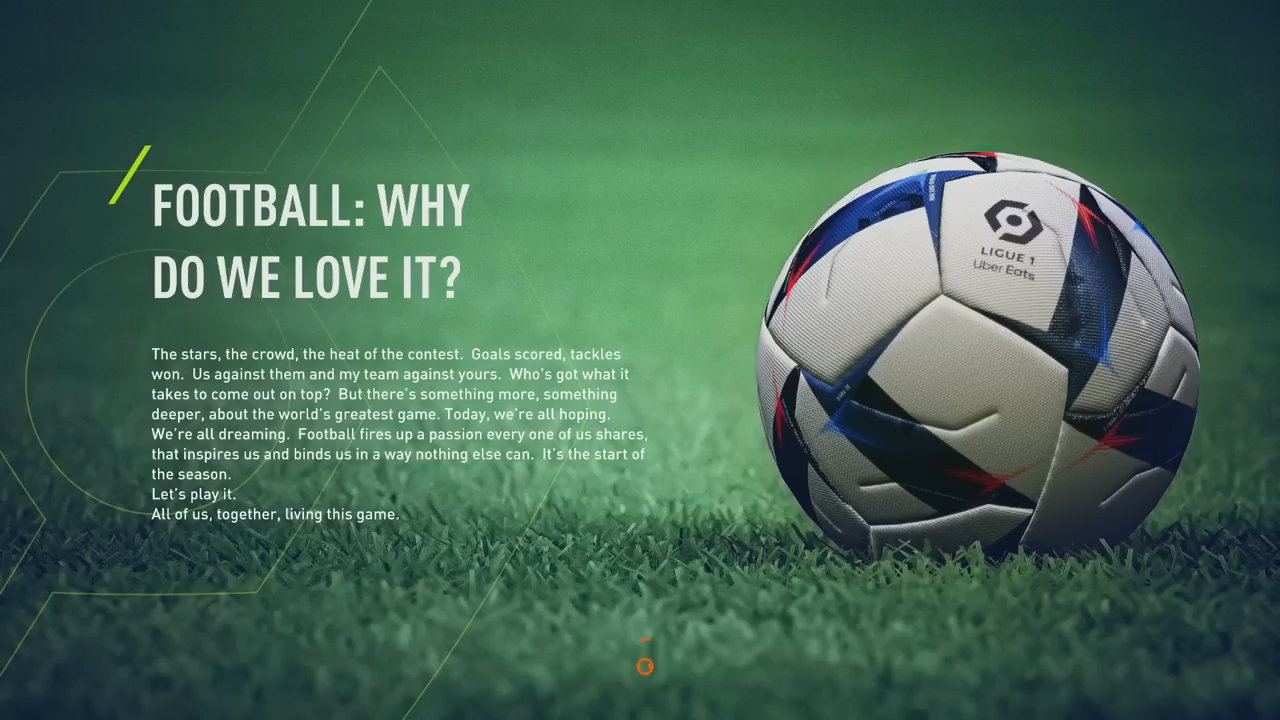 FOOTBALL: WHY
DO WE LOVE IT?
The stars, the crowd, the heat of the contest.  Goals scored, tackles
won.  Us against them and my team against yours.  Who's got what it
takes to come out on top?  But there's something more, something
deeper, about the world's greatest game. Today, we're all hoping.
We're all dreaming.  Football fires up a passion every one of us shares,
that inspires us and binds us in a way nothing else can.  It's the start of
the season.
Let's play it.
All of us, together, living this game.
LIGUE 1
Uber Eats